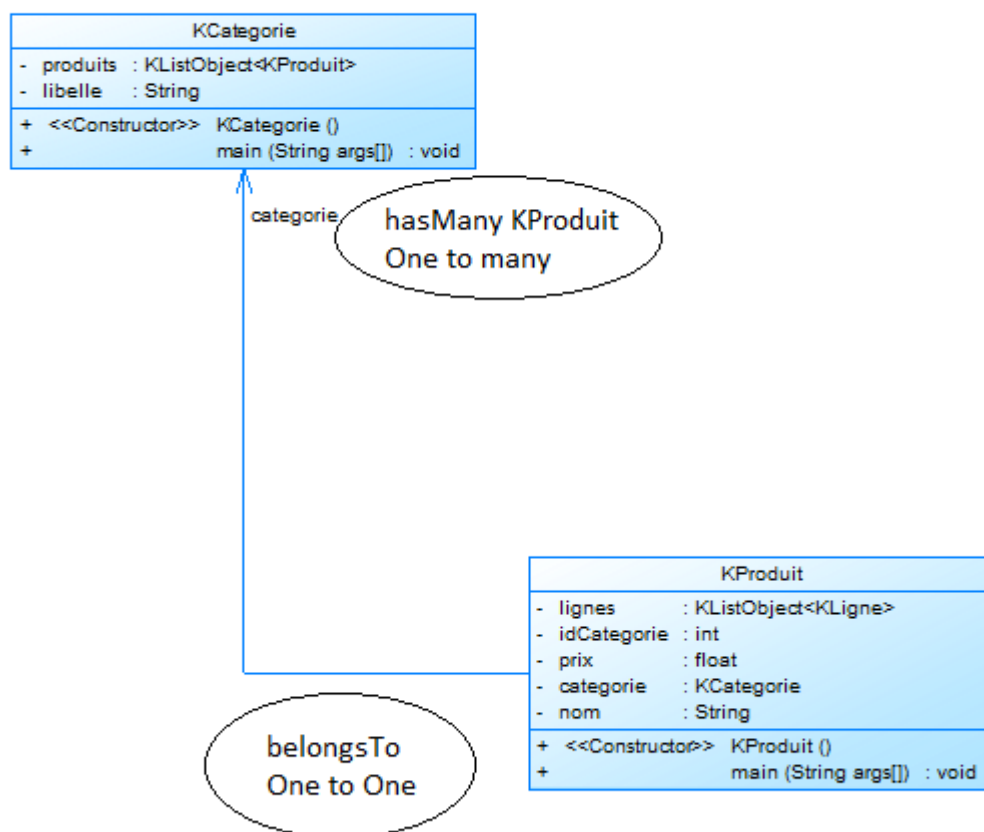 KCategorie
- produits : KListObject<KProduit>
- libelle : String
+ <<Constructor>> KCategorie ()
+ main (String args[]) : void
categorie
hasMany KProduit
One to many
KProduit
- lignes : KListObject<KLigne>
- idCategorie : int
- prix : float
- categorie : KCategorie
- nom : String
+ <<Constructor>> KProduit ()
+ main (String args[]) : void
belongsTo
One to One